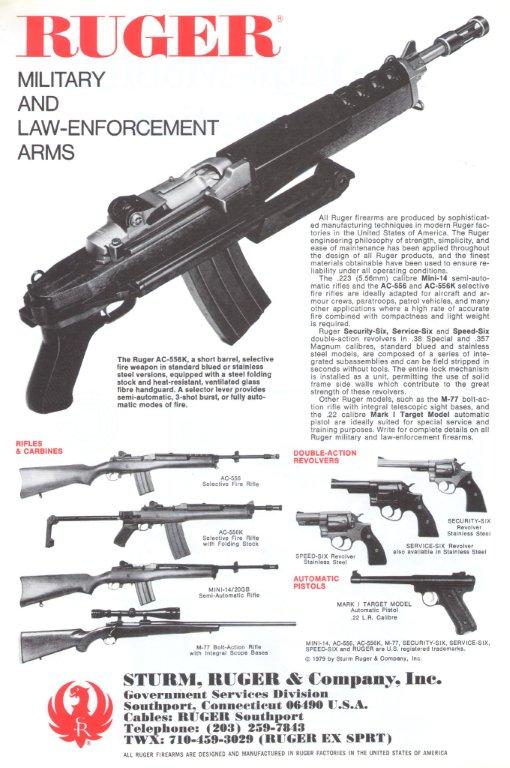 RUGER®
MILITARY
AND
LAW-ENFORCEMENT
ARMS
All Ruger firearms are produced by sophisticat-
ed manufacturing techniques in modern Ruger fac-
tories in the United States of America. The Ruger
engineering philosophy of strength, simplicity, and
ease of maintenance has been applied throughout
the design of all Ruger products, and the finest
materials obtainable have been used to ensure re-
liability under all operating conditions.
The .223 (5.56mm) calibre Mini-14 semi-auto-
matic rifles and the AC-556 and AC-556K selective
fire rifles are ideally adapted for aircraft and ar-
mour crews, paratroops, patrol vehicles, and many
other applications where a high rate of accurate
fire combined with compactness and light weight
is required.
Ruger Security-Six, Service-Six and Speed-Six
double-action revolvers in .38 Special and .357
Magnum calibres, standard blued and stainless
steel models, are composed of a series of inte-
grated subassemblies and can be field stripped in
seconds without tools. The entire lock mechanism
is installed as a unit, permitting the use of solid
frame side walls which contribute to the great
strength of these revolvers.
Other Ruger models, such as the M-77 bolt-ac-
tion rifle with integral telescopic sight bases, and
the .22 calibre Mark I Target Model automatic
pistol are ideally suited for special service and
training purposes. Write for complete details on all
Ruger military and law-enforcement firearms.
The Ruger AC-556K, a short barrel, selective
fire weapon in standard blued or stainless
steel versions, equipped with a steel folding
stock and heat-resistant, ventilated glass
fibre handguard. A selector lever provides
semi-automatic, 3-shot burst, or fully auto-
matic modes of fire.
RIFLES
& CARBINES
AC-556
Selective Fire Rifle
AC-556K
Selective Fire Rifle
with Folding Stock
MINI-14/20GB
Semi-Automatic Rifle
M-77 Bolt-Action Rifle
with Integral Scope Bases
DOUBLE-ACTION
REVOLVERS
SECURITY-SIX
Revolver
Stainless Steel
SERVICE-SIX Revolver
also available in Stainless Steel
SPEED-SIX Revolver
Stainless Steel
AUTOMATIC
PISTOLS
MARK I TARGET MODEL
Automatic Pistol
.22 L.R. Calibre
MINI-14, AC-556, AC-556K, M-77, SECURITY-SIX, SERVICE-SIX,
SPEED-SIX and RUGER are U.S. registered trademarks.
© 1979 by Sturm Ruger & Company, Inc.
SR®
STURM, RUGER & Company, Inc.
Government Services Division
Southport, Connecticut 06490 U.S.A.
Cables: RUGER Southport
Telephone: (203) 259-7843
TWX: 710-459-3029 (RUGER EX SPRT)
ALL RUGER FIREARMS ARE DESIGNED AND MANUFACTURED IN RUGER FACTORIES IN THE UNITED STATES OF AMERICA